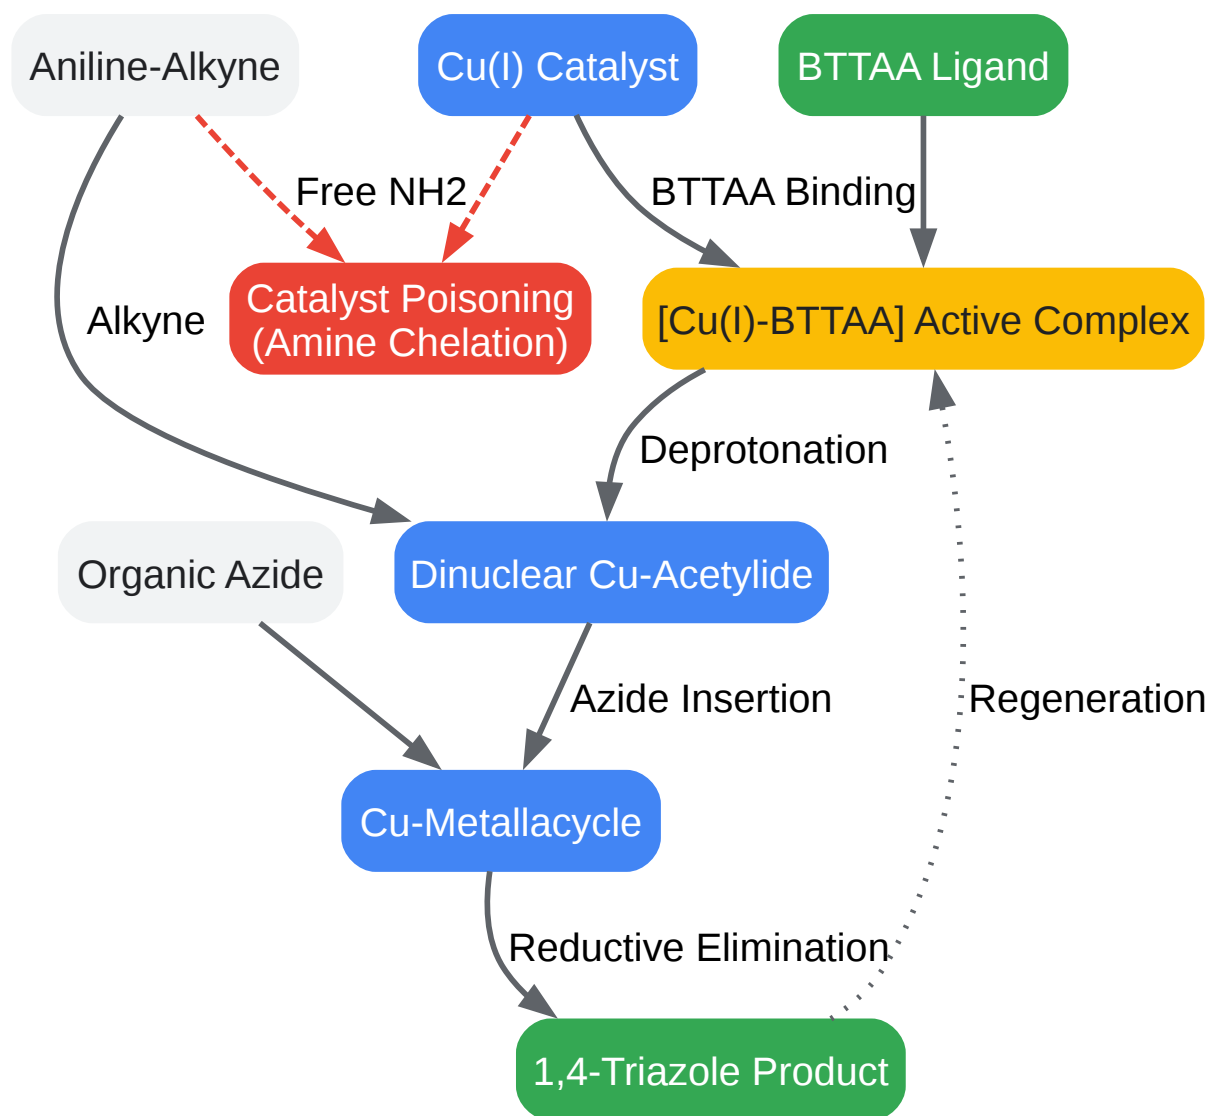 Aniline-Alkyne
Cu(I) Catalyst
BTTAA Ligand
Free NH2
BTTAA Binding
Alkyne
Catalyst Poisoning
(Amine Chelation)
[Cu(I)-BTTAA] Active Complex
Deprotonation
Organic Azide
Dinuclear Cu-Acetylide
Azide Insertion
Regeneration
Cu-Metallacycle
Reductive Elimination
1,4-Triazole Product